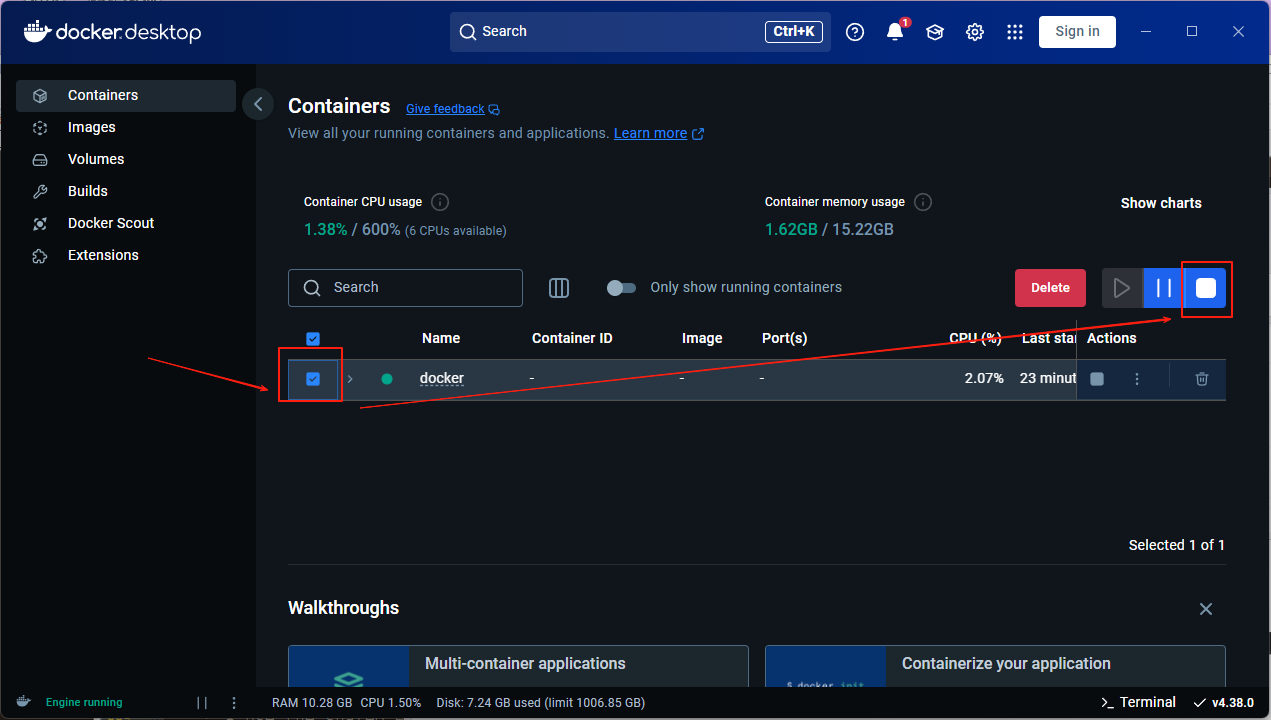 docker desktop
Search Ctrl+K
1
Sign in
Containers
Images
Volumes
Builds
Docker Scout
Extensions
Containers Give feedback
View all your running containers and applications. Learn more
Container CPU usage
1.38% / 600% (6 CPUs available)
Container memory usage
1.62GB / 15.22GB
Show charts
Search
Only show running containers
Delete
Name Container ID Image Port(s) CPU (%) Last star Actions
docker - - - 2.07% 23 minut
Selected 1 of 1
Walkthroughs
Multi-container applications
Containerize your application
$ docker init
Engine running
RAM 10.28 GB CPU 1.50% Disk: 7.24 GB used (limit 1006.85 GB)
Terminal
v4.38.0